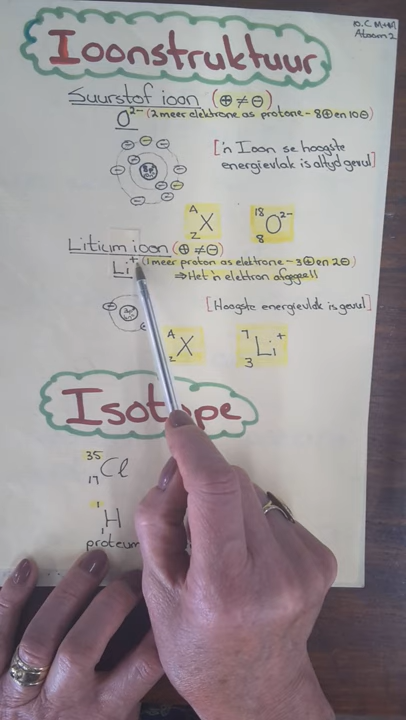 10. C M+M
Atoom 2
Ioonstruktuur
Suurstof ioon (⊕≠⊖)
O²⁻ (2 meer elektrone as protone - 8⊕ en 10⊖)
['n Ioon se hoogste
energievlak is altyd gevul]
A
Z X
18
8 O²⁻
Litium ioon (⊕≠⊖)
Li⁺ (1 meer proton as elektrone - 3⊕ en 2⊖)
⇒ Het 'n elektron afgegee!!
[Hoogste energievlak is gevul]
A
Z X
7
3 Li⁺
Isotope
35
17 Cl
1
1 H
proteum